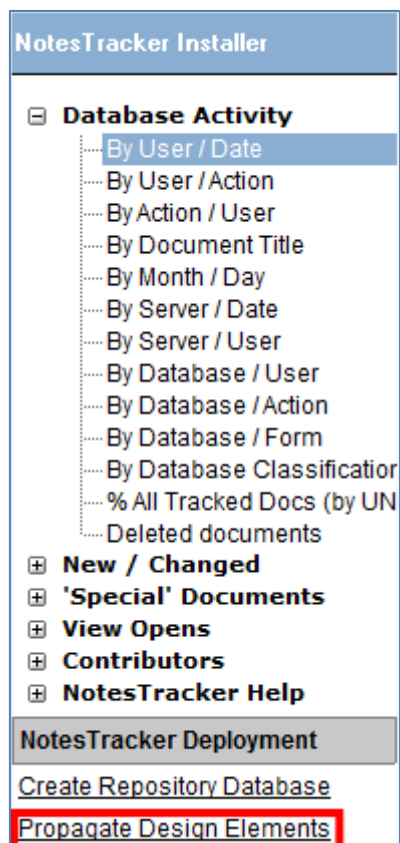 NotesTracker Installer
Database Activity
By User / Date
By User / Action
By Action / User
By Document Title
By Month / Day
By Server / Date
By Server / User
By Database / User
By Database / Action
By Database / Form
By Database Classification
% All Tracked Docs (by UN
Deleted documents
New / Changed
'Special' Documents
View Opens
Contributors
NotesTracker Help
NotesTracker Deployment
Create Repository Database
Propagate Design Elements